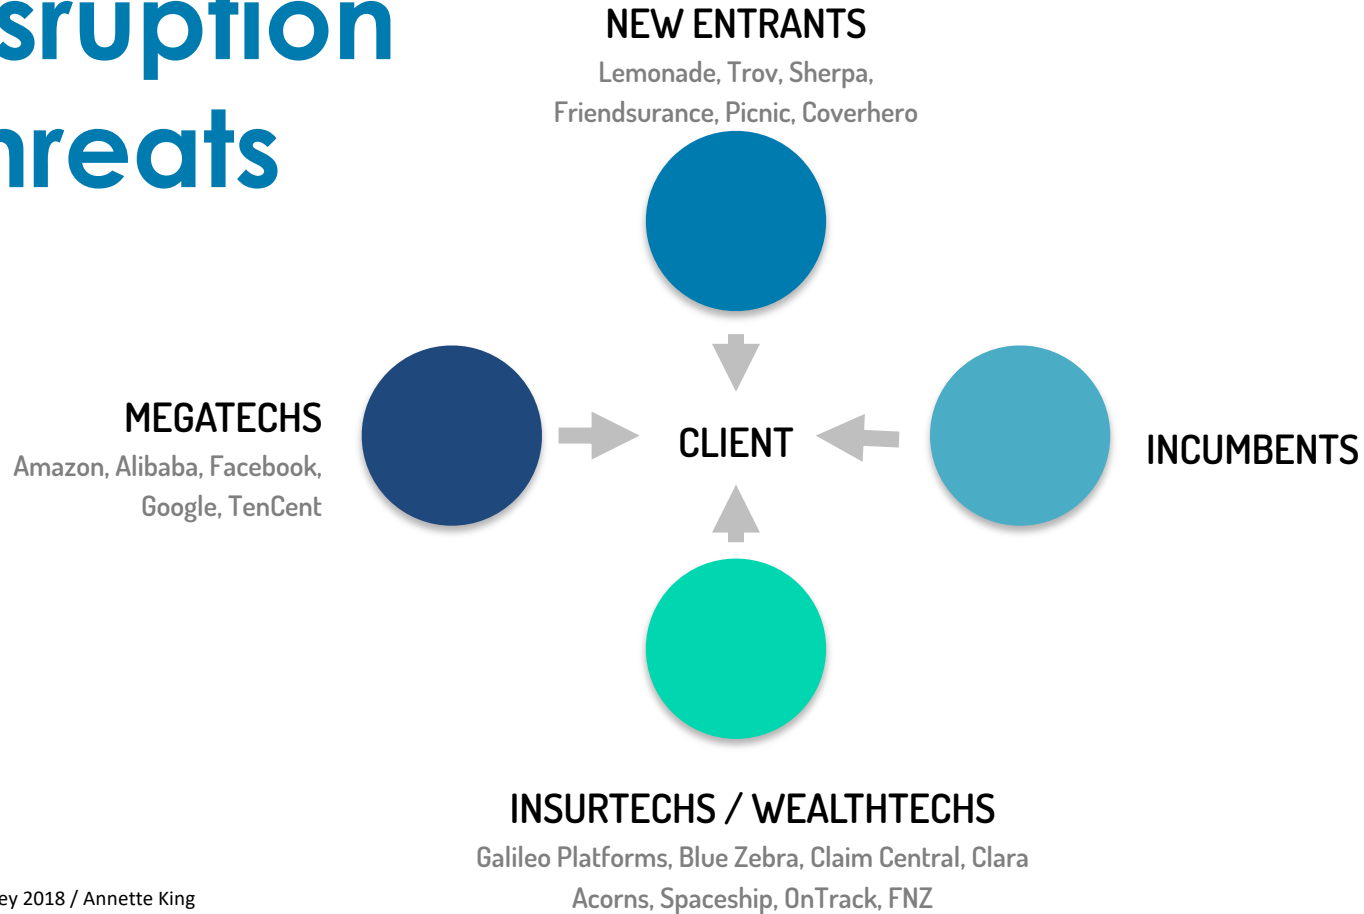 sruption
hreats
NEW ENTRANTS
Lemonade, Trov, Sherpa,
Friendsurance, Picnic, Coverhero
MEGATECHS
Amazon, Alibaba, Facebook,
Google, TenCent
CLIENT
INCUMBENTS
INSURTECHS / WEALTHTECHS
Galileo Platforms, Blue Zebra, Claim Central, Clara
Acorns, Spaceship, OnTrack, FNZ
ey 2018 / Annette King